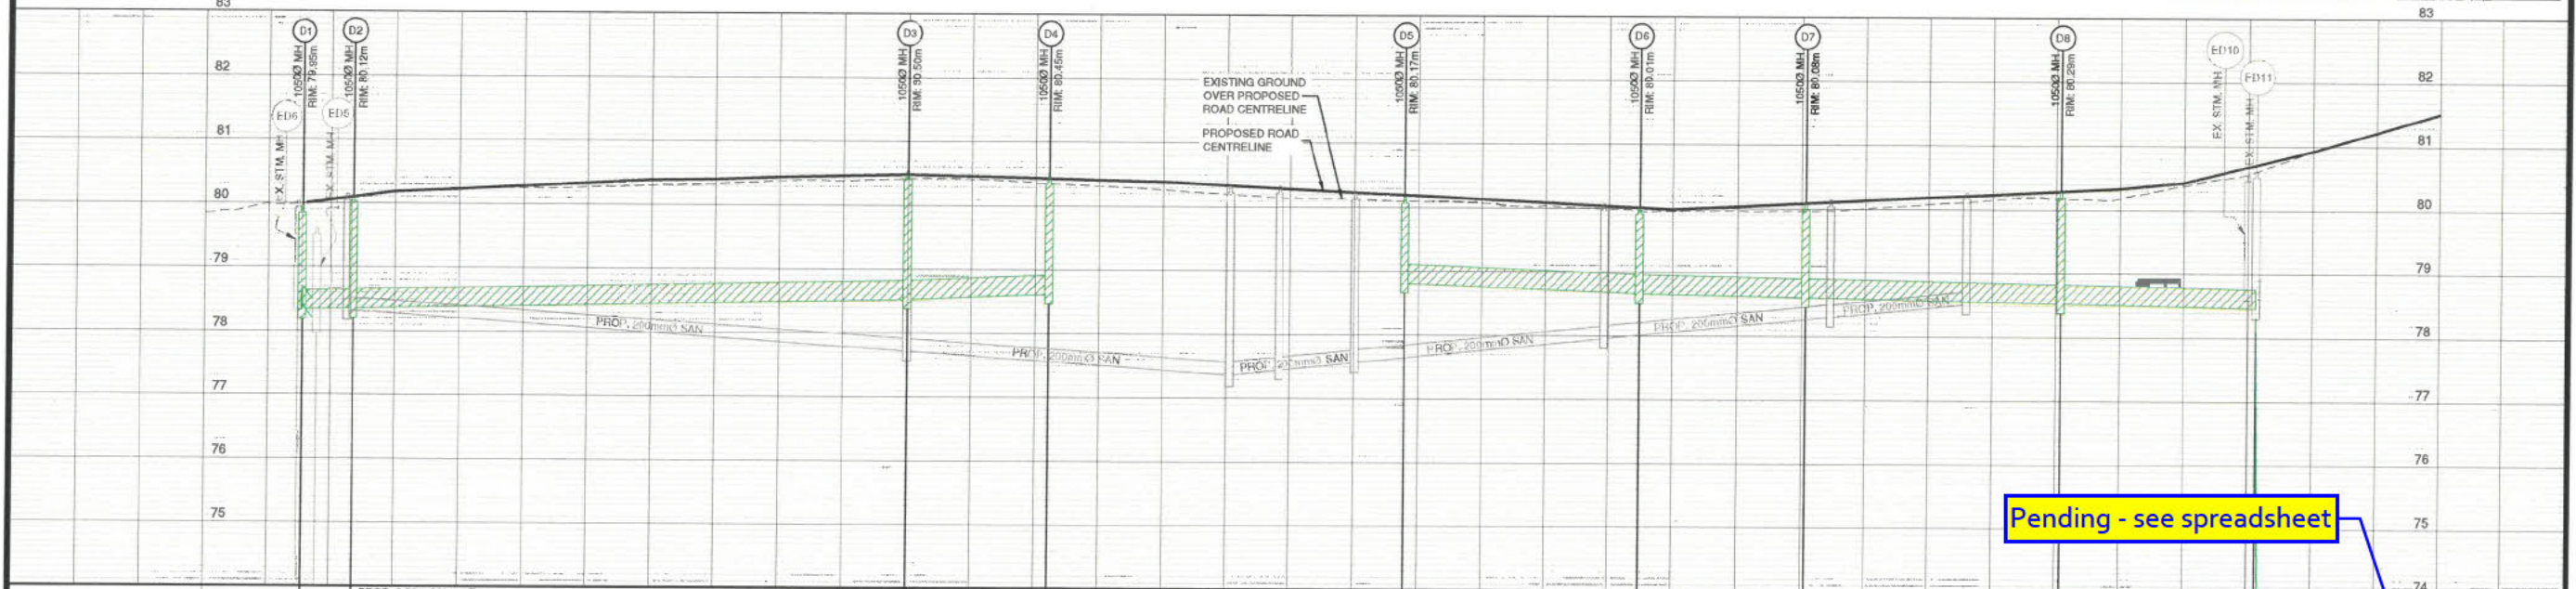 83
83
D1
D2
D3
D4
D5
D6
D7
D8
ED10
ED11
ED6
ED5
1050Ø MH
RIM: 79.95m
1050Ø MH
RIM: 80.12m
1050Ø MH
RIM: 80.50m
1050Ø MH
RIM: 80.45m
1050Ø MH
RIM: 80.17m
1050Ø MH
RIM: 80.01m
1050Ø MH
RIM: 80.08m
1050Ø MH
RIM: 80.29m
EX. STM. MH
EX. STM. MH
EX. STM. MH
EX. STM. MH
EXISTING GROUND
OVER PROPOSED
ROAD CENTRELINE
PROPOSED ROAD
CENTRELINE
82
82
81
81
80
80
79
79
78
78
PROP. 200mmØ SAN
PROP. 200mmØ SAN
PROP. 200mmØ SAN
PROP. 200mmØ SAN
PROP. 200mmØ SAN
PROP. 200mmØ SAN
77
77
76
76
75
75
Pending - see spreadsheet
74